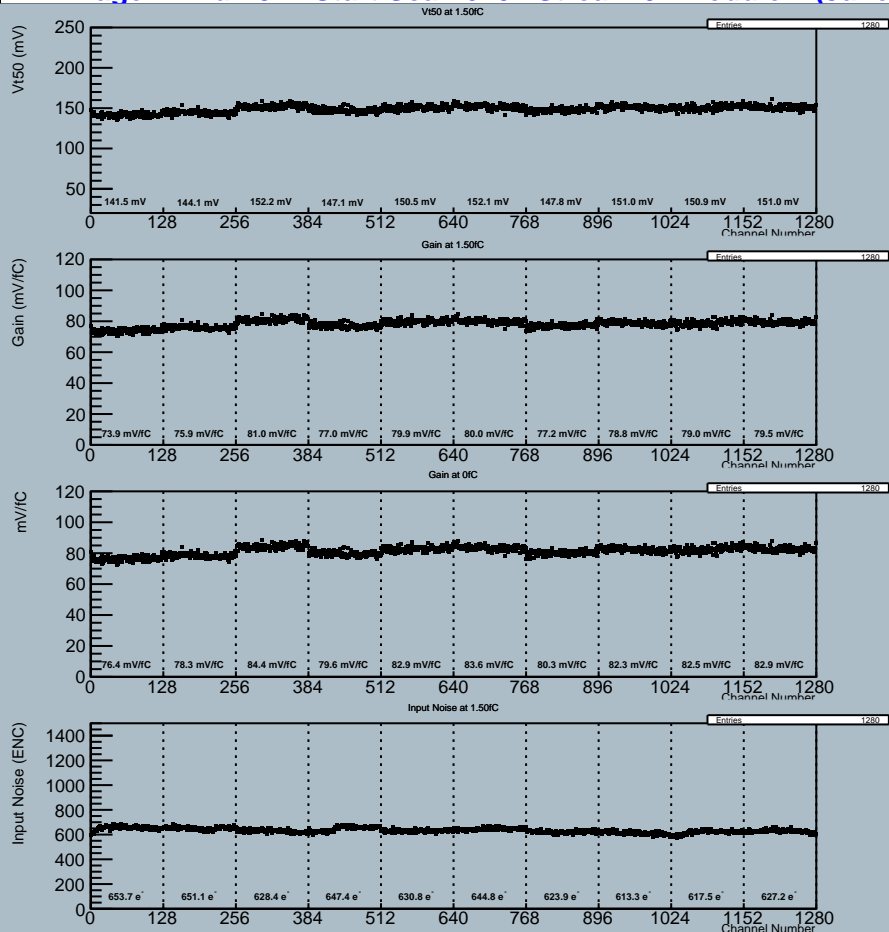 Vt50 at 1.50fC
Entries 1280
Vt50 (mV)
250
200
150
100
50
141.5 mV 144.1 mV 152.2 mV 147.1 mV 150.5 mV 152.1 mV 147.8 mV 151.0 mV 150.9 mV 151.0 mV
0 128 256 384 512 640 768 896 1024 1152 1280
Channel Number
Gain at 1.50fC
Entries 1280
Gain (mV/fC)
120
100
80
60
40
20
0
73.9 mV/fC 75.9 mV/fC 81.0 mV/fC 77.0 mV/fC 79.9 mV/fC 80.0 mV/fC 77.2 mV/fC 78.8 mV/fC 79.0 mV/fC 79.5 mV/fC
0 128 256 384 512 640 768 896 1024 1152 1280
Channel Number
Gain at 0fC
Entries 1280
mV/fC
120
100
80
60
40
20
0
76.4 mV/fC 78.3 mV/fC 84.4 mV/fC 79.6 mV/fC 82.9 mV/fC 83.6 mV/fC 80.3 mV/fC 82.3 mV/fC 82.5 mV/fC 82.9 mV/fC
0 128 256 384 512 640 768 896 1024 1152 1280
Channel Number
Input Noise at 1.50fC
Entries 1280
Input Noise (ENC)
1400
1200
1000
800
600
400
200
0
653.7 e⁻ 651.1 e⁻ 628.4 e⁻ 647.4 e⁻ 630.8 e⁻ 644.8 e⁻ 623.9 e⁻ 613.3 e⁻ 617.5 e⁻ 627.2 e⁻
0 128 256 384 512 640 768 896 1024 1152 1280
Channel Number